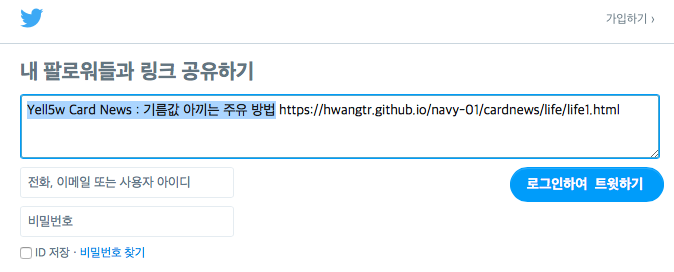 가입하기 ›
내 팔로워들과 링크 공유하기
Yell5w Card News : 기름값 아끼는 주유 방법 https://hwangtr.github.io/navy-01/cardnews/life/life1.html
전화, 이메일 또는 사용자 아이디
로그인하여 트윗하기
비밀번호
ID 저장 · 비밀번호 찾기